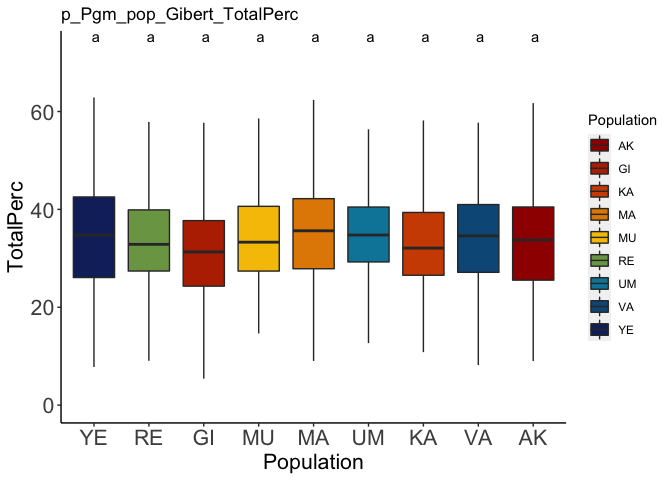 p_Pgm_pop_Gibert_TotalPerc
a a a a a a a a a
TotalPerc
60
40
20
0
YE RE GI MU MA UM KA VA AK
Population
Population
AK
GI
KA
MA
MU
RE
UM
VA
YE